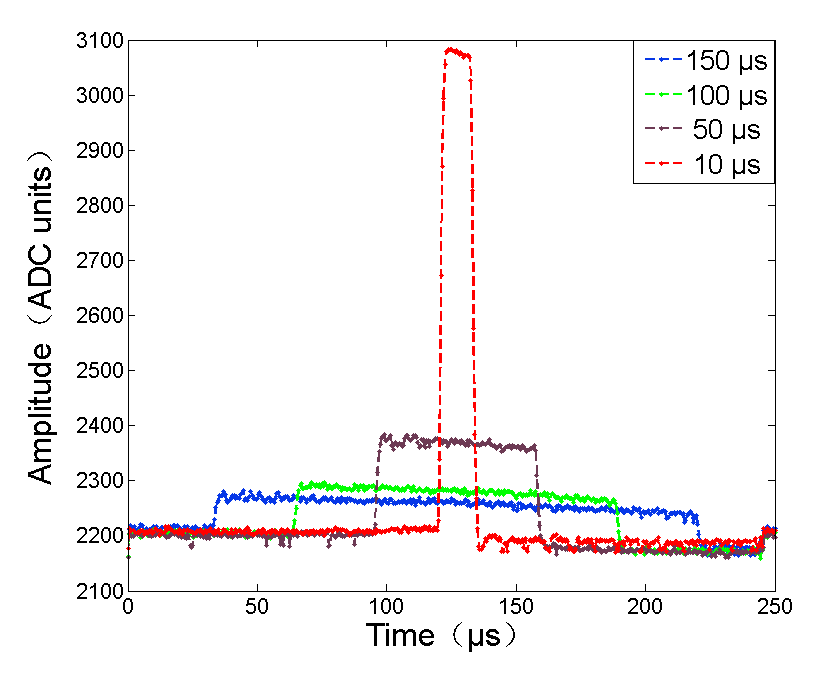 3100
3000
2900
2800
2700
2600
2500
2400
2300
2200
2100
Amplitude（ADC units）
150 µs
100 µs
50 µs
10 µs
0 50 100 150 200 250
Time（µs）